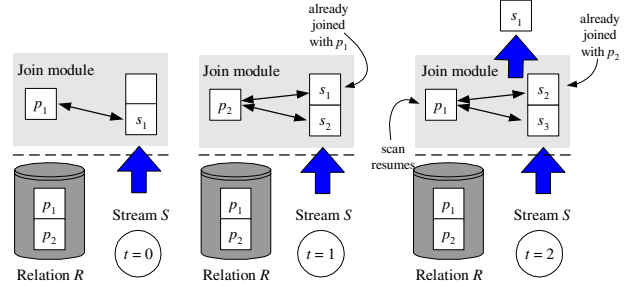 Join module
p1
s1
p1
p2
Stream S
Relation R
t = 0
already
joined
with p1
Join module
p2
s1
s2
p1
p2
Stream S
Relation R
t = 1
s1
already
joined
with p2
Join module
p1
s2
s3
scan
resumes
p1
p2
Stream S
Relation R
t = 2